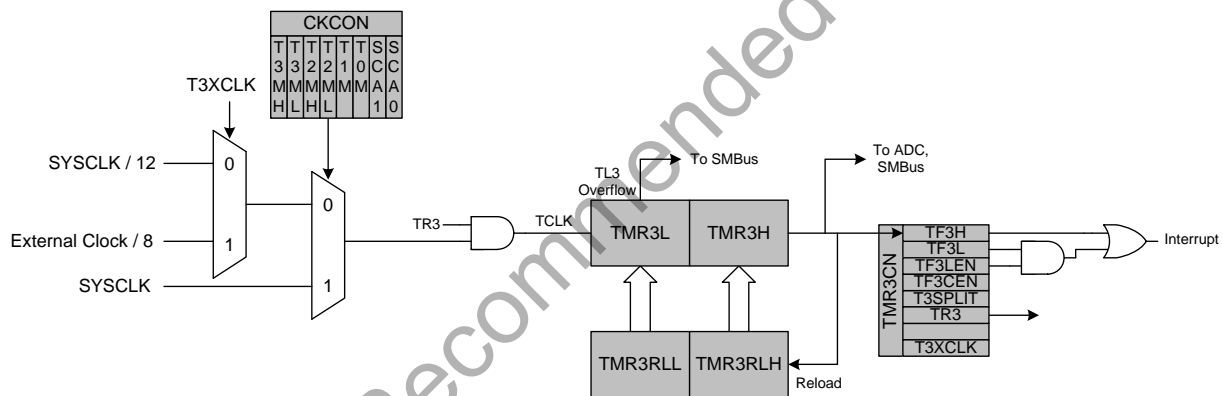 CKCON
T3MH
T3ML
T2MH
T2ML
T1M
T0M
SCA1
SCA0
T3XCLK
SYSCLK / 12
0
External Clock / 8
1
SYSCLK
0
1
TR3
TCLK
TL3
Overflow
To SMBus
To ADC,
SMBus
TMR3L
TMR3H
TMR3RLL
TMR3RLH
Reload
TMR3CN
TF3H
TF3L
TF3LEN
TF3CEN
T3SPLIT
TR3
T3XCLK
Interrupt
Recommended